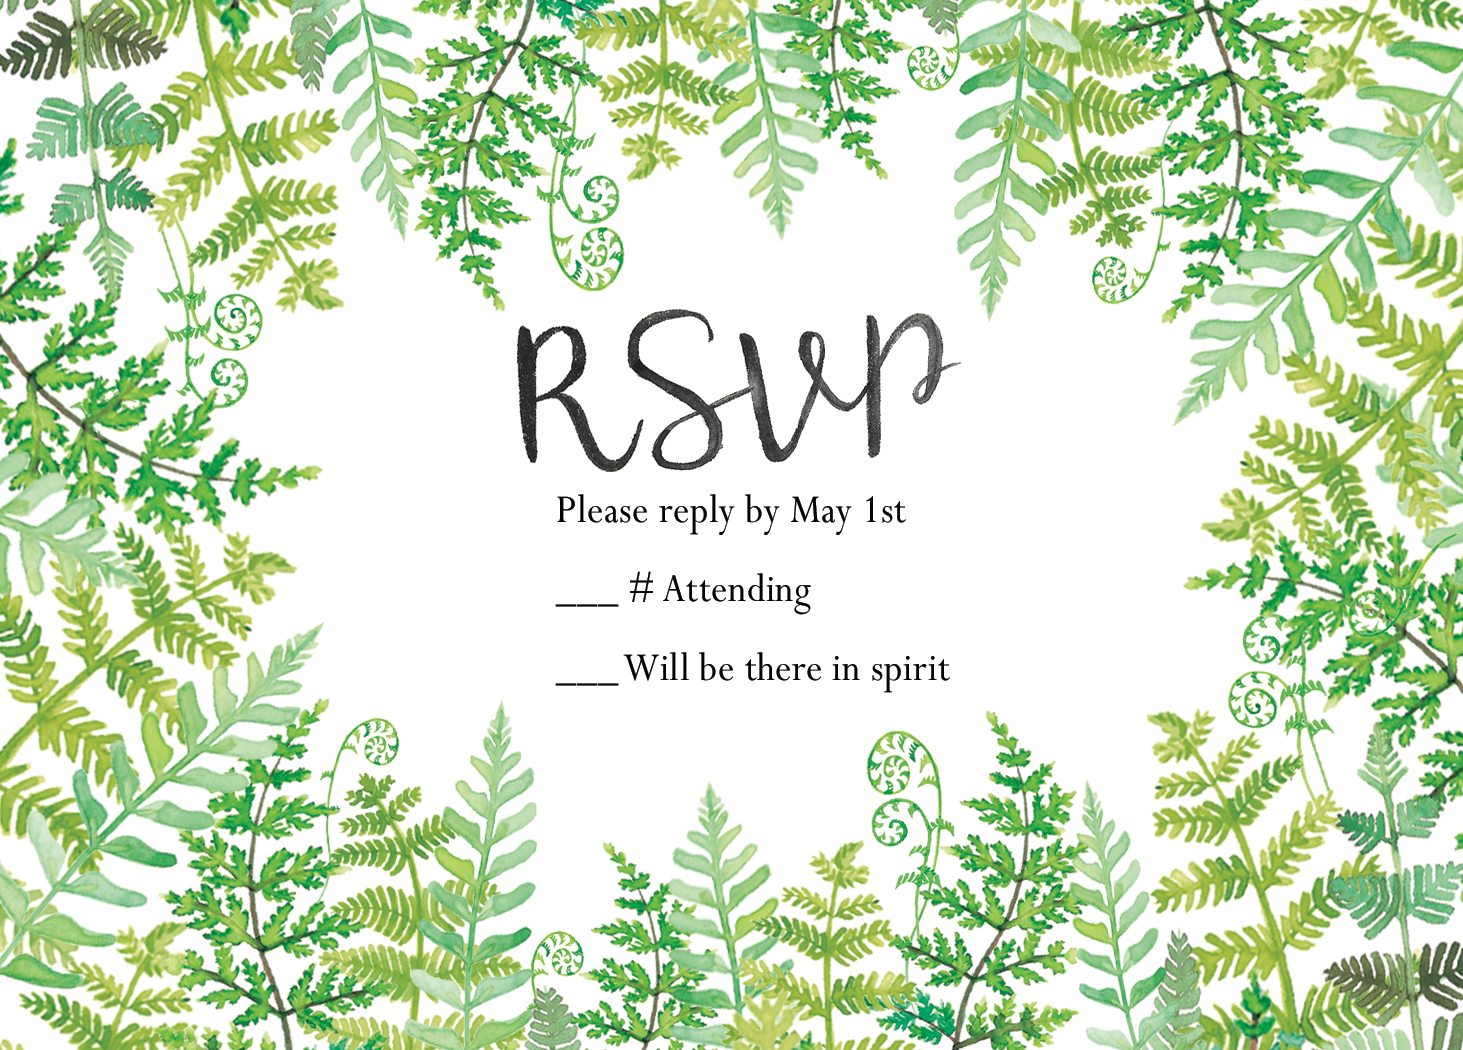 RSVP
Please reply by May 1st
___ # Attending
___ Will be there in spirit